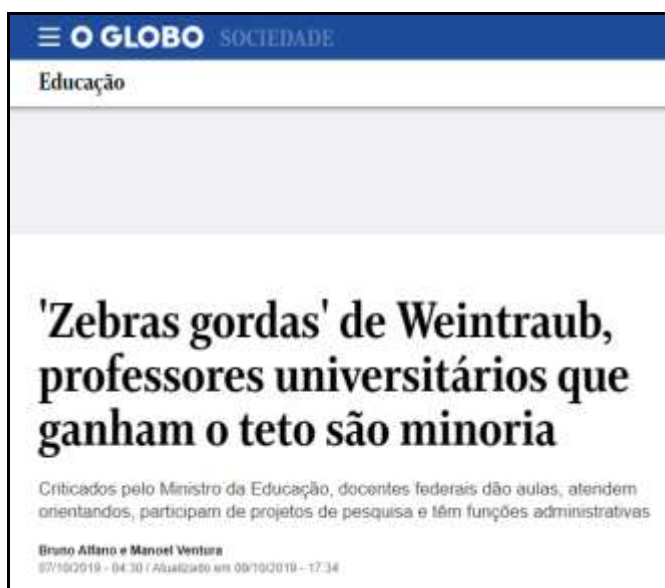 O GLOBO SOCIEDADE
Educação
'Zebras gordas' de Weintraub,
professores universitários que
ganham o teto são minoria
Criticados pelo Ministro da Educação, docentes federais dão aulas, atendem
orientandos, participam de projetos de pesquisa e têm funções administrativas
Bruno Alfano e Manoel Ventura
07/10/2019 - 04:30 / Atualizado em 09/10/2019 - 17:34